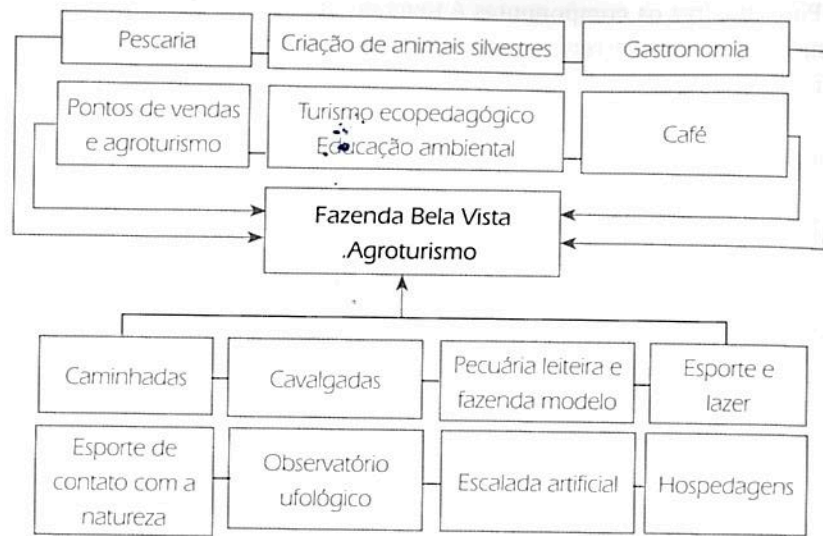 Pescaria
Criação de animais silvestres
Gastronomia
Pontos de vendas
e agroturismo
Turismo ecopedagógico
Educação ambiental
Café
Fazenda Bela Vista
.Agroturismo
Caminhadas
Cavalgadas
Pecuária leiteira e
fazenda modelo
Esporte e
lazer
Esporte de
contato com a
natureza
Observatório
ufológico
Escalada artificial
Hospedagens